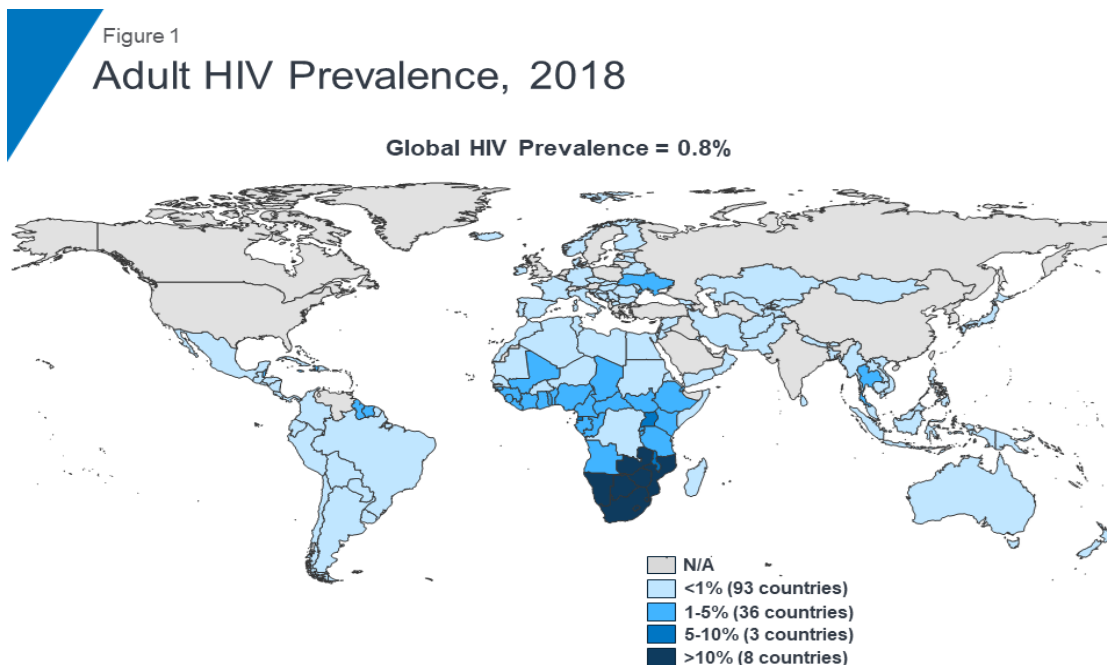 Figure 1
Adult HIV Prevalence, 2018
Global HIV Prevalence = 0.8%
N/A
<1% (93 countries)
1-5% (36 countries)
5-10% (3 countries)
>10% (8 countries)